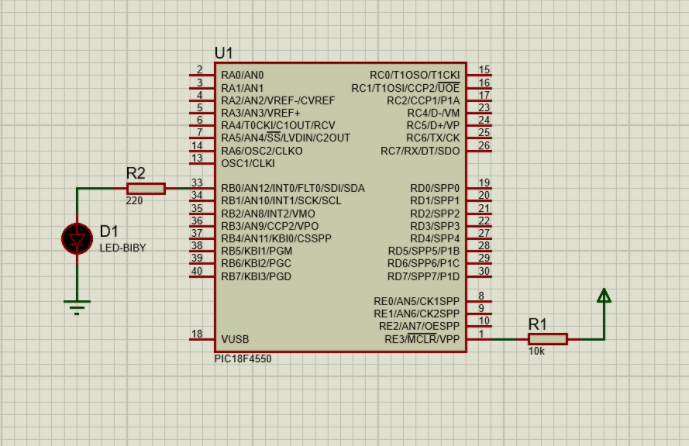 U1
2 RA0/AN0 RC0/T1OSO/T1CKI 15
3 RA1/AN1 RC1/T1OSI/CCP2/UOE 16
4 RA2/AN2/VREF-/CVREF RC2/CCP1/P1A 17
5 RA3/AN3/VREF+ RC4/D-/VM 23
6 RA4/T0CKI/C1OUT/RCV RC5/D+/VP 24
7 RA5/AN4/SS/LVDIN/C2OUT RC6/TX/CK 25
14 RA6/OSC2/CLKO RC7/RX/DT/SDO 26
13 OSC1/CLKI
R2
220
33 RB0/AN12/INT0/FLT0/SDI/SDA RD0/SPP0 19
34 RB1/AN10/INT1/SCK/SCL RD1/SPP1 20
35 RB2/AN8/INT2/VMO RD2/SPP2 21
36 RB3/AN9/CCP2/VPO RD3/SPP3 22
37 RB4/AN11/KBI0/CSSPP RD4/SPP4 27
38 RB5/KBI1/PGM RD5/SPP5/P1B 28
39 RB6/KBI2/PGC RD6/SPP6/P1C 29
40 RB7/KBI3/PGD RD7/SPP7/P1D 30
D1
LED-BIBY
RE0/AN5/CK1SPP 8
RE1/AN6/CK2SPP 9
RE2/AN7/OESPP 10
18 VUSB RE3/MCLR/VPP 1
R1
10k
PIC18F4550